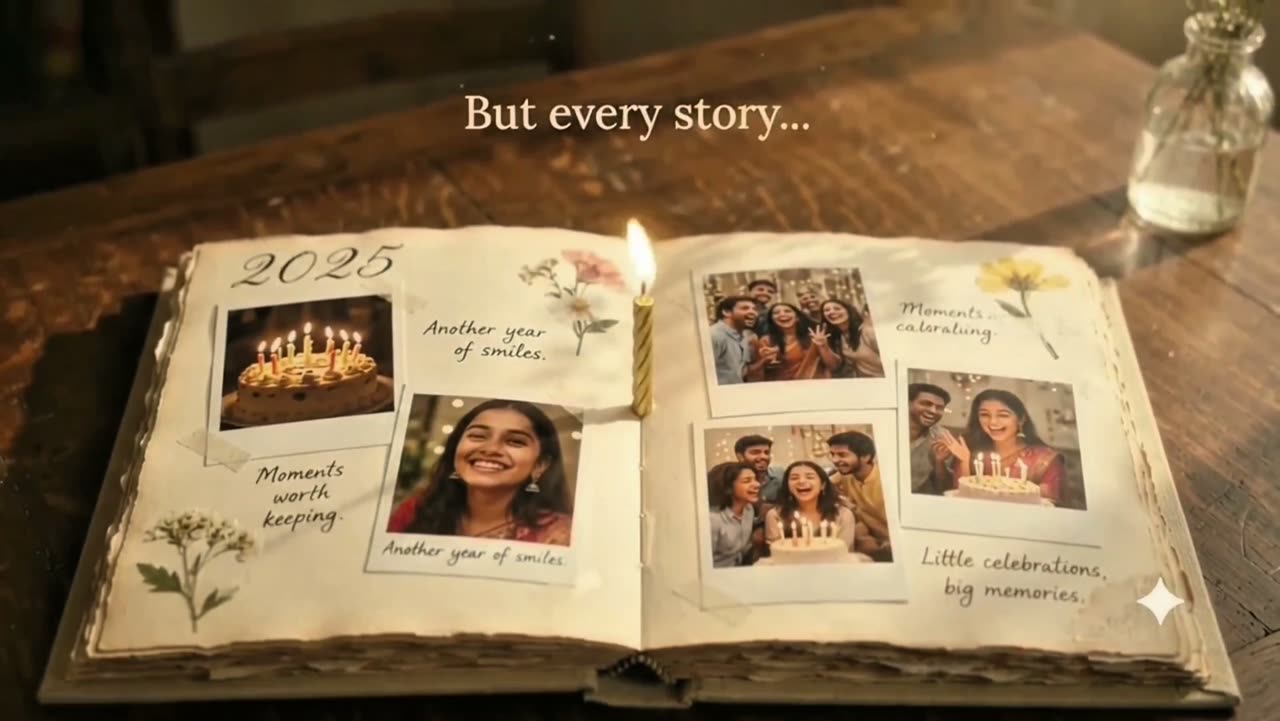 But every story...
2025
Another year
of smiles.
Moments
worth
keeping.
Another year of smiles.
Moments
caloralung.
Little celebrations,
big memories.